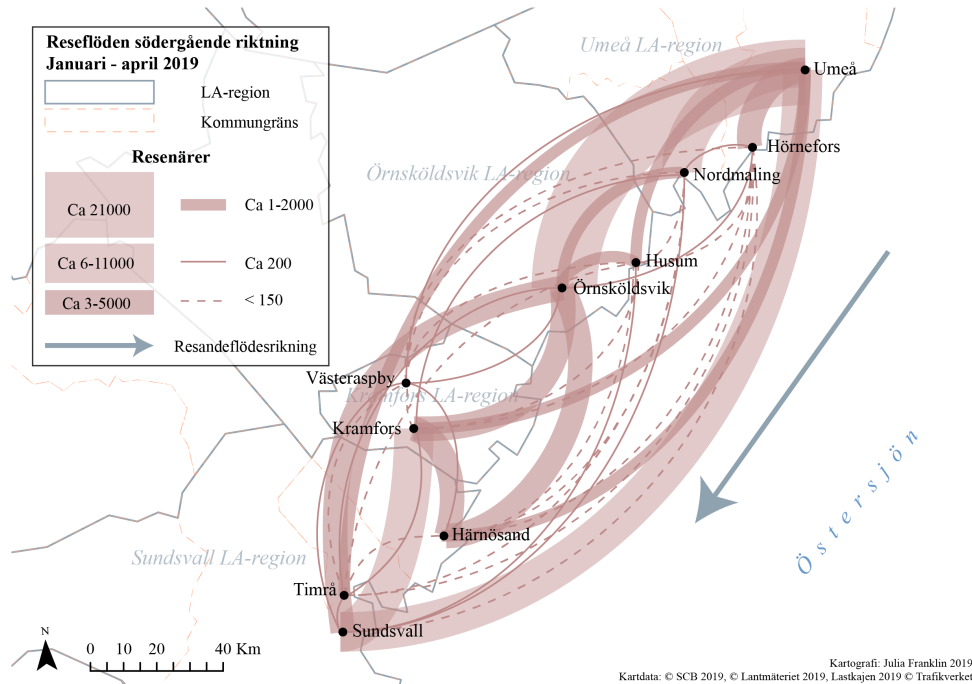 Reseflöden södergående riktning
Januari - april 2019
LA-region
Kommungräns
Resenärer
Ca 21000
Ca 1-2000
Ca 6-11000
Ca 200
Ca 3-5000
< 150
Resandeflödesrikning
Umeå LA-region
Umeå
Hörnefors
Örnsköldsvik LA-region
Nordmaling
Husum
Örnsköldsvik
Västeraspby
Kramfors LA-region
Kramfors
Härnösand
Östersjön
Sundsvall LA-region
Timrå
Sundsvall
N
0 10 20 40 Km
Kartografi: Julia Franklin 2019
Kartdata: © SCB 2019, © Lantmäteriet 2019, Lastkajen 2019 © Trafikverket